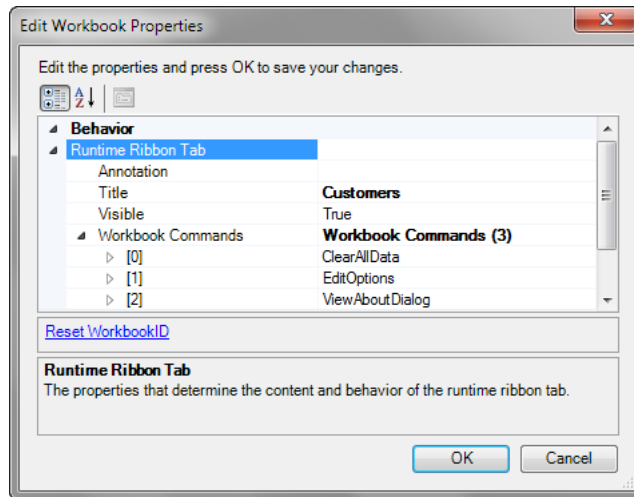 Edit Workbook Properties
Edit the properties and press OK to save your changes.
Behavior
Runtime Ribbon Tab
Annotation
Title Customers
Visible True
Workbook Commands Workbook Commands (3)
[0] ClearAllData
[1] EditOptions
[2] ViewAboutDialog
Reset WorkbookID
Runtime Ribbon Tab
The properties that determine the content and behavior of the runtime ribbon tab.
OK Cancel